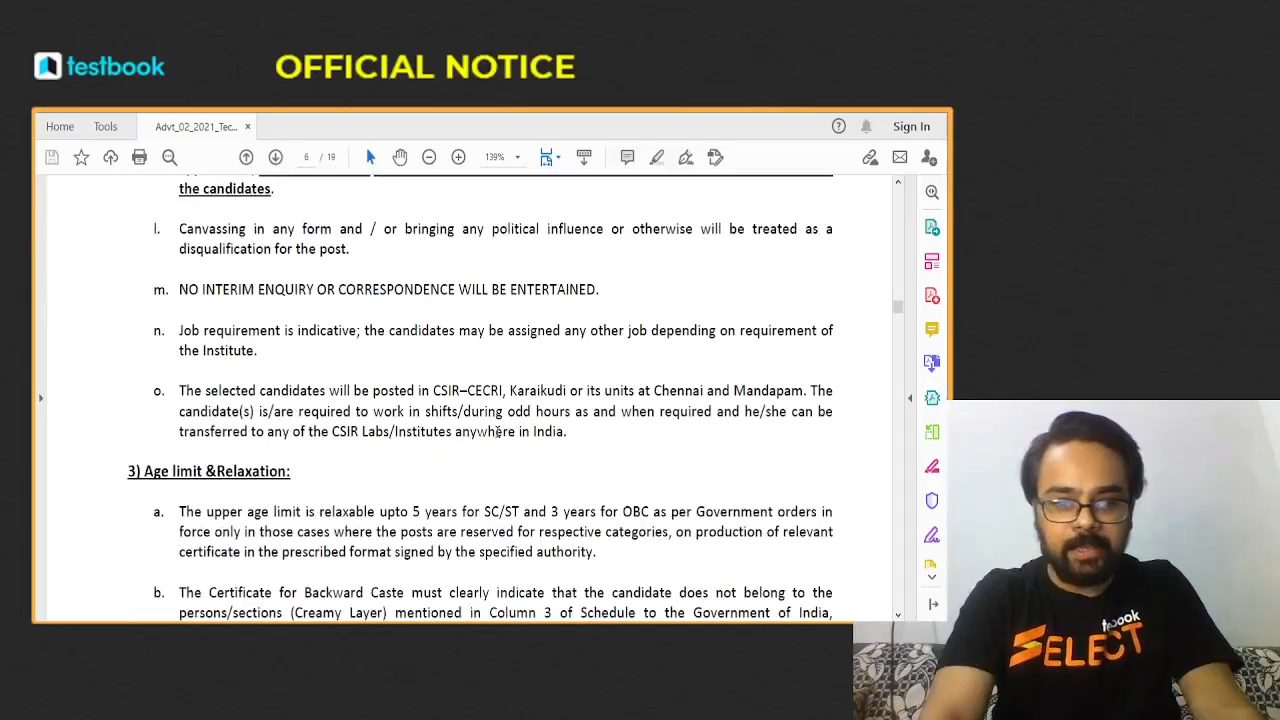 testbook
OFFICIAL NOTICE
Home Tools Advt_02_2021_Tec... × Sign In
6 / 19 139%
the candidates.
l. Canvassing in any form and / or bringing any political influence or otherwise will be treated as a
disqualification for the post.
m. NO INTERIM ENQUIRY OR CORRESPONDENCE WILL BE ENTERTAINED.
n. Job requirement is indicative; the candidates may be assigned any other job depending on requirement of
the Institute.
o. The selected candidates will be posted in CSIR–CECRI, Karaikudi or its units at Chennai and Mandapam. The
candidate(s) is/are required to work in shifts/during odd hours as and when required and he/she can be
transferred to any of the CSIR Labs/Institutes anywhere in India.
3) Age limit &Relaxation:
a. The upper age limit is relaxable upto 5 years for SC/ST and 3 years for OBC as per Government orders in
force only in those cases where the posts are reserved for respective categories, on production of relevant
certificate in the prescribed format signed by the specified authority.
b. The Certificate for Backward Caste must clearly indicate that the candidate does not belong to the
persons/sections (Creamy Layer) mentioned in Column 3 of Schedule to the Government of India,
SELECT